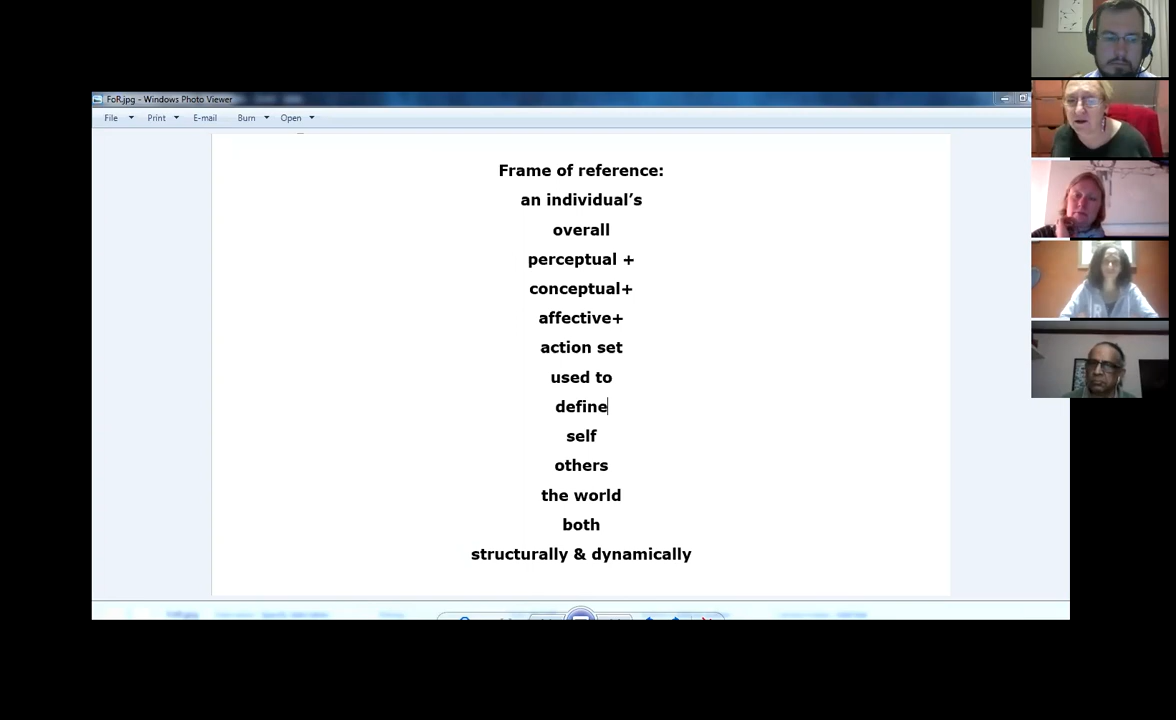 FoR.jpg - Windows Photo Viewer
File Print E-mail Burn Open
Frame of reference:
an individual’s
overall
perceptual +
conceptual+
affective+
action set
used to
define
self
others
the world
both
structurally & dynamically